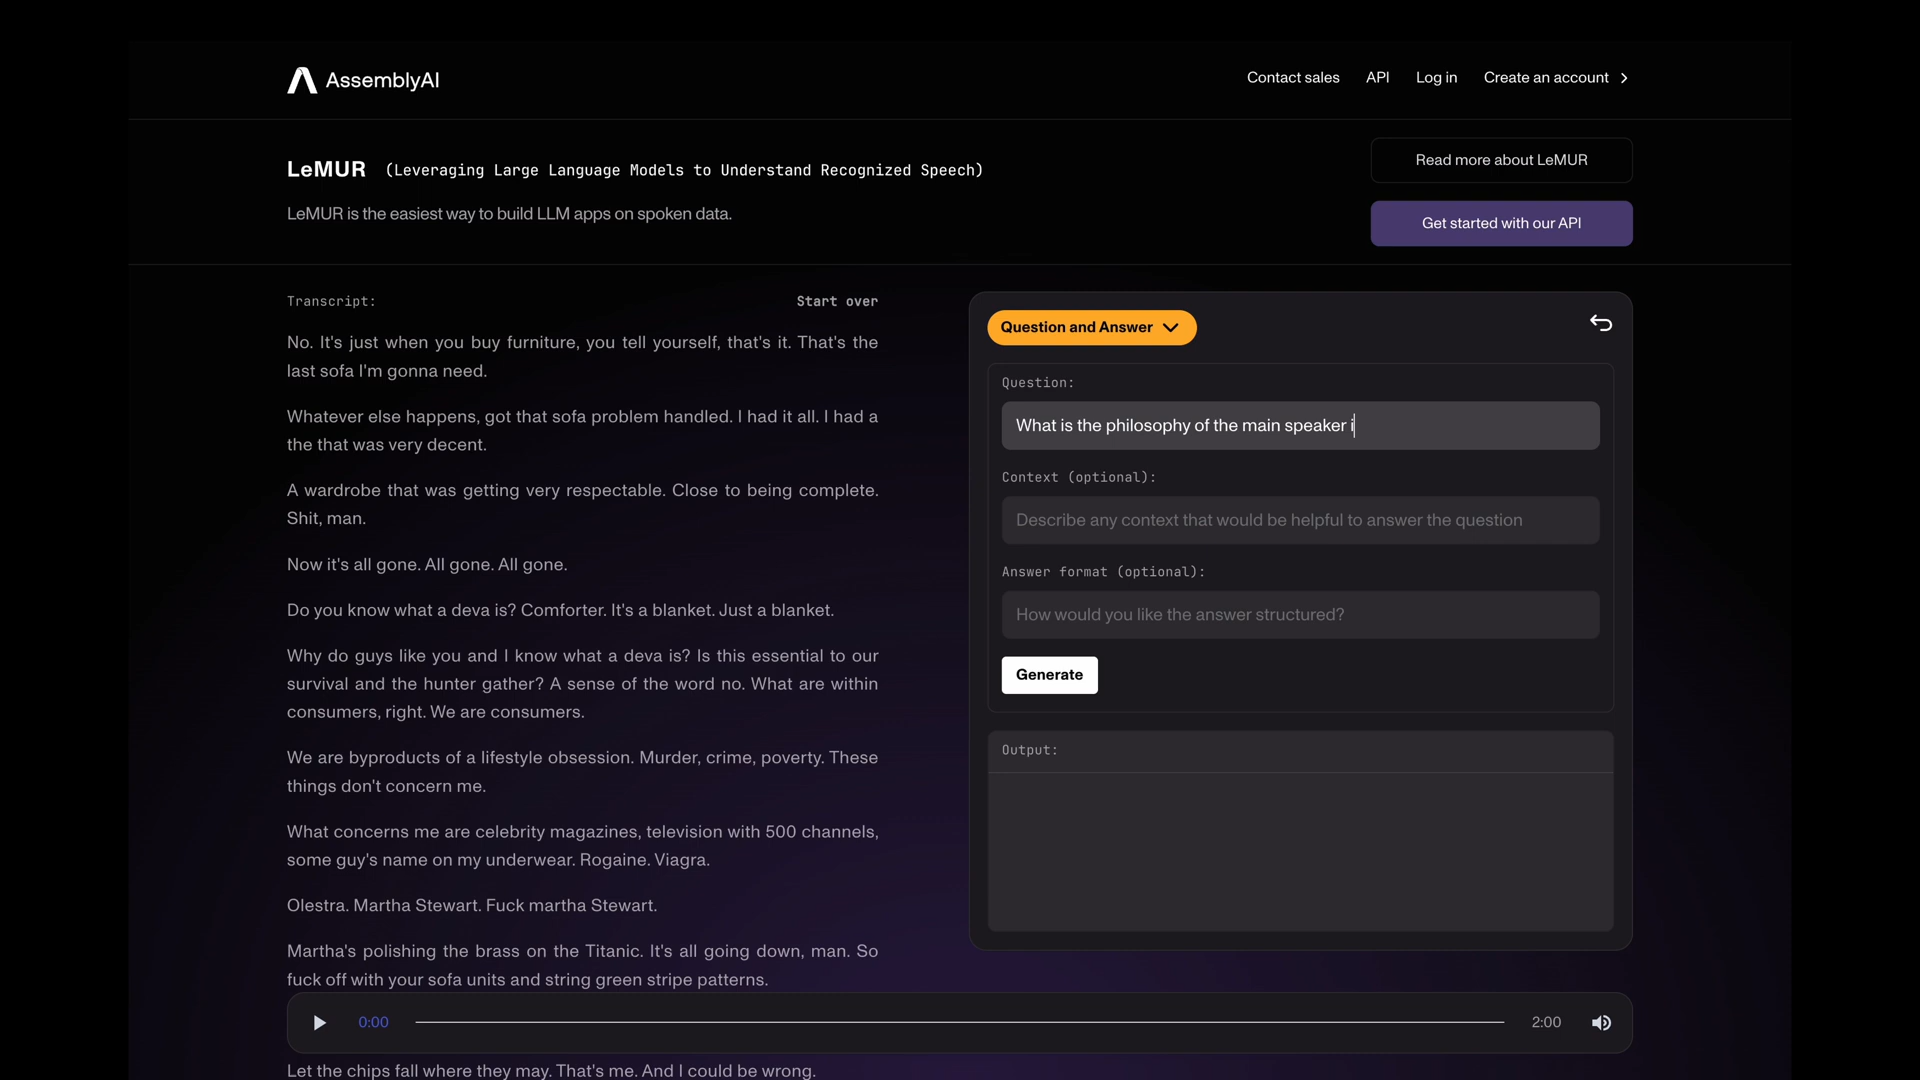 AssemblyAI
Contact sales
API
Log in
Create an account
LeMUR (Leveraging Large Language Models to Understand Recognized Speech)
LeMUR is the easiest way to build LLM apps on spoken data.
Read more about LeMUR
Get started with our API
Transcript:
Start over
No. It's just when you buy furniture, you tell yourself, that's it. That's the
last sofa I'm gonna need.
Whatever else happens, got that sofa problem handled. I had it all. I had a
the that was very decent.
A wardrobe that was getting very respectable. Close to being complete.
Shit, man.
Now it's all gone. All gone. All gone.
Do you know what a deva is? Comforter. It's a blanket. Just a blanket.
Why do guys like you and I know what a deva is? Is this essential to our
survival and the hunter gather? A sense of the word no. What are within
consumers, right. We are consumers.
We are byproducts of a lifestyle obsession. Murder, crime, poverty. These
things don't concern me.
What concerns me are celebrity magazines, television with 500 channels,
some guy's name on my underwear. Rogaine. Viagra.
Olestra. Martha Stewart. Fuck martha Stewart.
Martha's polishing the brass on the Titanic. It's all going down, man. So
fuck off with your sofa units and string green stripe patterns.
Let the chips fall where they may. That's me. And I could be wrong.
Question and Answer
Question:
What is the philosophy of the main speaker i
Context (optional):
Describe any context that would be helpful to answer the question
Answer format (optional):
How would you like the answer structured?
Generate
Output:
0:00
2:00